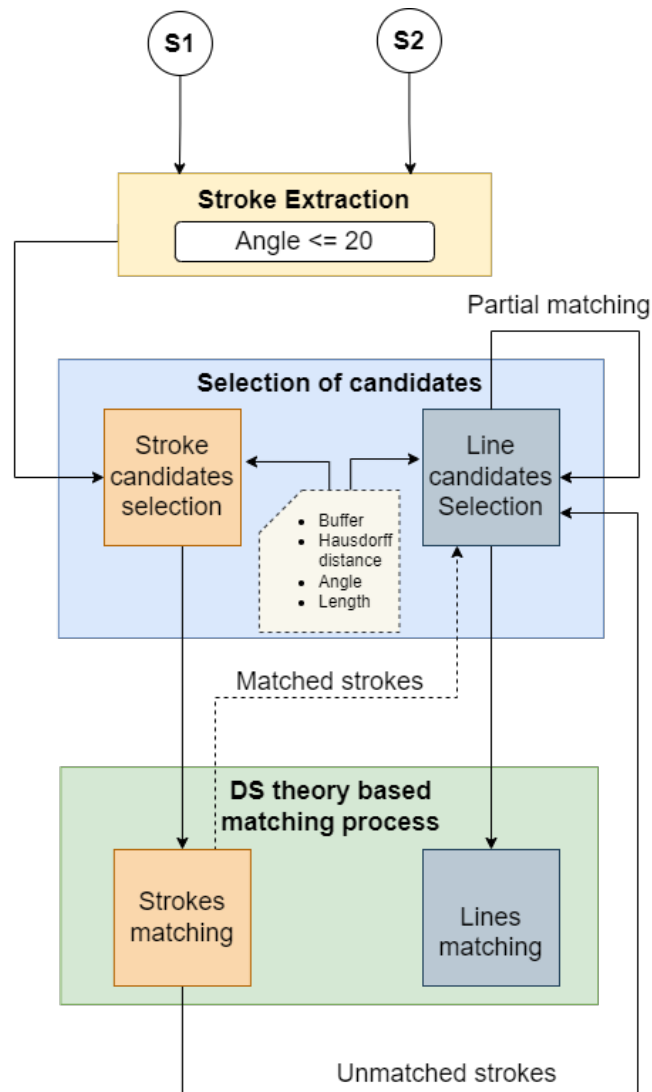 S1
S2
Stroke Extraction
Angle <= 20
Partial matching
Selection of candidates
Stroke
candidates
selection
Line
candidates
Selection
• Buffer
• Hausdorff
distance
• Angle
• Length
Matched strokes
DS theory based
matching process
Strokes
matching
Lines
matching
Unmatched strokes